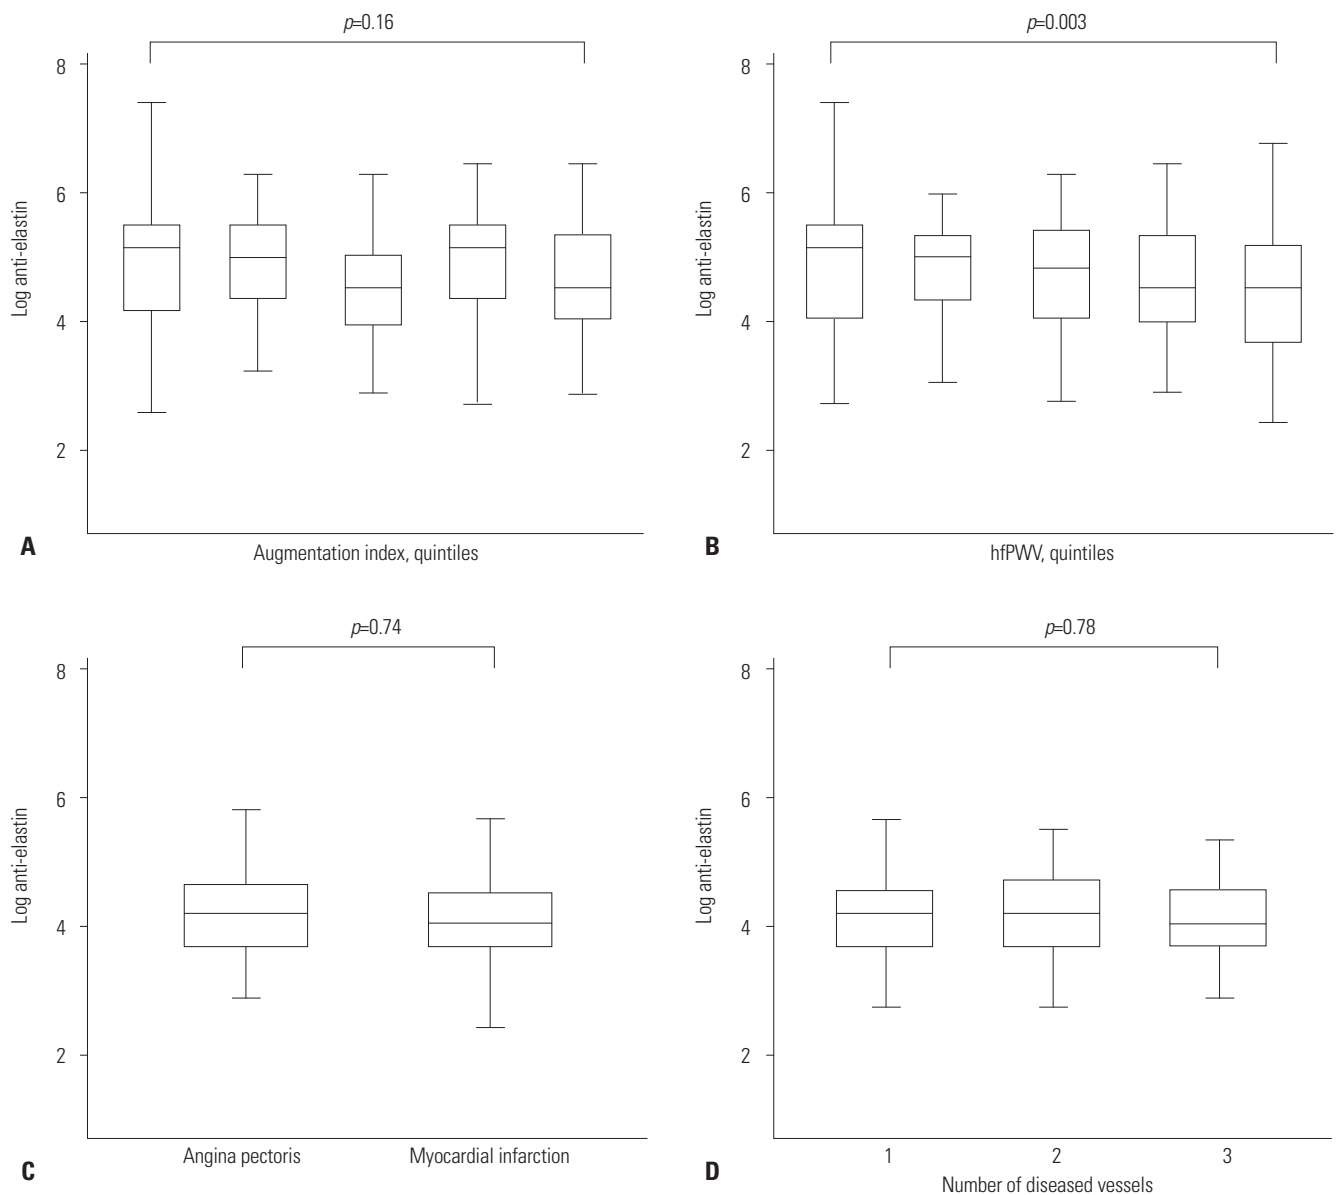 p=0.16
8
6
4
2
Log anti-elastin
A
Augmentation index, quintiles
p=0.003
8
6
4
2
Log anti-elastin
B
hfPWV, quintiles
p=0.74
8
6
4
2
Log anti-elastin
Angina pectoris
Myocardial infarction
C
p=0.78
8
6
4
2
Log anti-elastin
1
2
3
D
Number of diseased vessels